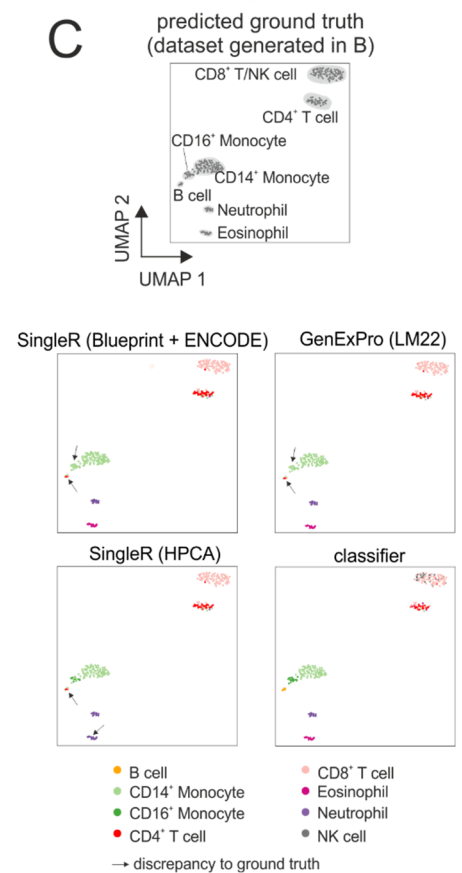 C
predicted ground truth
(dataset generated in B)
CD8⁺ T/NK cell
CD4⁺ T cell
CD16⁺ Monocyte
CD14⁺ Monocyte
B cell
Neutrophil
Eosinophil
UMAP 2
UMAP 1
SingleR (Blueprint + ENCODE)
GenExPro (LM22)
SingleR (HPCA)
classifier
B cell
CD14⁺ Monocyte
CD16⁺ Monocyte
CD4⁺ T cell
CD8⁺ T cell
Eosinophil
Neutrophil
NK cell
→ discrepancy to ground truth